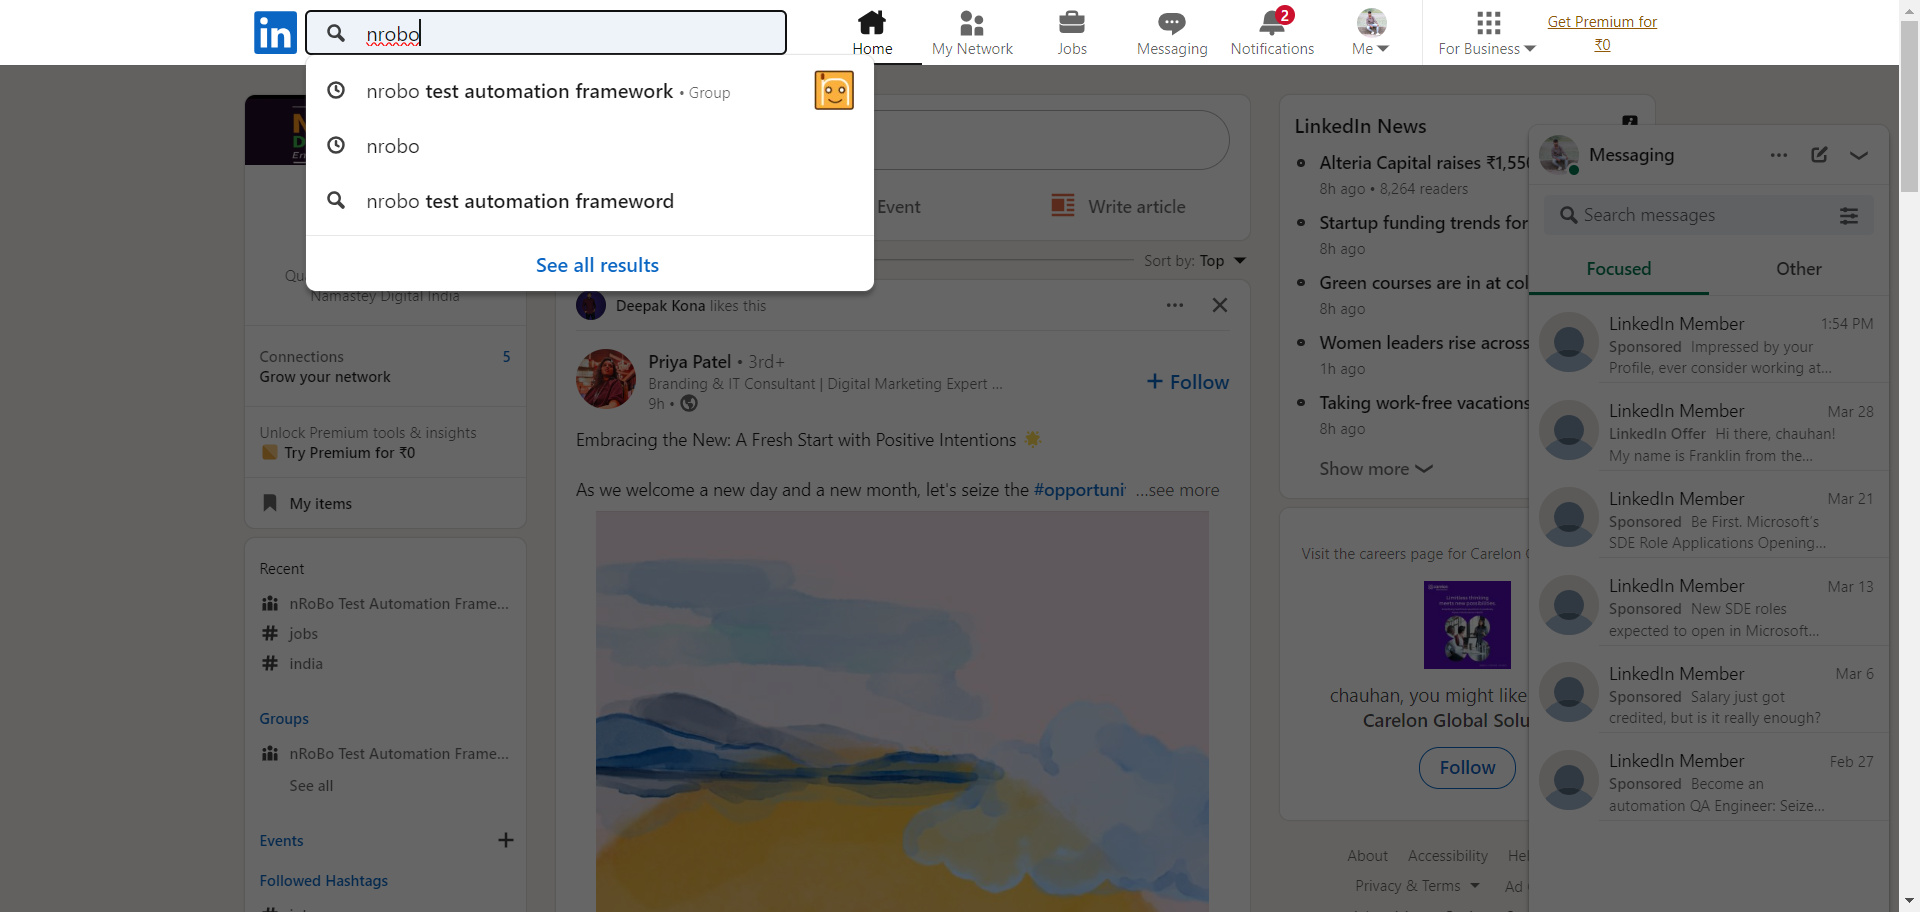 in
nrobo
Home
My Network
Jobs
Messaging
2
Notifications
Me
For Business
Get Premium for
₹0
nrobo test automation framework • Group
nrobo
nrobo test automation frameword
See all results
N
D
En
Qu
Namastey Digital India
Connections 5
Grow your network
Unlock Premium tools & insights
Try Premium for ₹0
My items
Recent
nRoBo Test Automation Frame...
jobs
india
Groups
nRoBo Test Automation Frame...
See all
Events
Followed Hashtags
Event
Write article
Sort by: Top
Deepak Kona likes this
Priya Patel • 3rd+
Branding & IT Consultant | Digital Marketing Expert ...
9h •
+ Follow
Embracing the New: A Fresh Start with Positive Intentions
As we welcome a new day and a new month, let's seize the #opportuni ...see more
LinkedIn News
Alteria Capital raises ₹1,550
8h ago • 8,264 readers
Startup funding trends for
8h ago
Green courses are in at col
8h ago
Women leaders rise across
1h ago
Taking work-free vacations
8h ago
Show more
Visit the careers page for Carelon
Limitless thinking
meets new possibilities.
chauhan, you might like
Carelon Global Solu
Follow
About Accessibility Hel
Privacy & Terms Ad
Messaging
Search messages
Focused
Other
LinkedIn Member 1:54 PM
Sponsored Impressed by your
Profile, ever consider working at...
LinkedIn Member Mar 28
LinkedIn Offer Hi there, chauhan!
My name is Franklin from the...
LinkedIn Member Mar 21
Sponsored Be First. Microsoft's
SDE Role Applications Opening...
LinkedIn Member Mar 13
Sponsored New SDE roles
expected to open in Microsoft...
LinkedIn Member Mar 6
Sponsored Salary just got
credited, but is it really enough?
LinkedIn Member Feb 27
Sponsored Become an
automation QA Engineer: Seize...